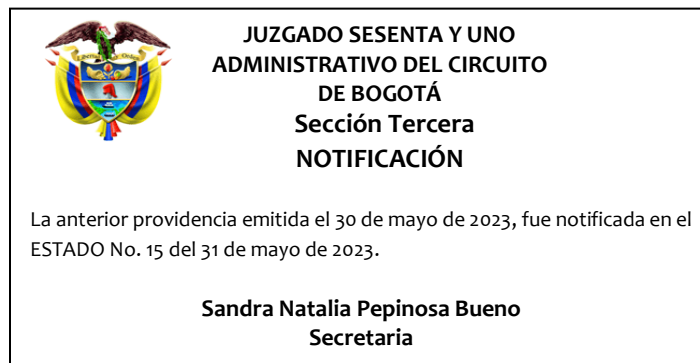 JUZGADO SESENTA Y UNO
ADMINISTRATIVO DEL CIRCUITO
DE BOGOTÁ
Sección Tercera
NOTIFICACIÓN
La anterior providencia emitida el 30 de mayo de 2023, fue notificada en el
ESTADO No. 15 del 31 de mayo de 2023.
Sandra Natalia Pepinosa Bueno
Secretaria